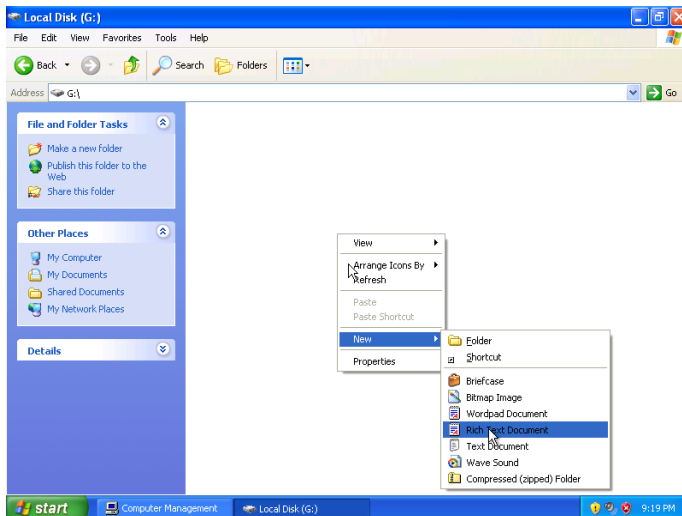 Local Disk (G:)
File Edit View Favorites Tools Help
Back Search Folders
Address G:\ Go
File and Folder Tasks
Make a new folder
Publish this folder to the
Web
Share this folder
Other Places
My Computer
My Documents
Shared Documents
My Network Places
Details
View
Arrange Icons By
Refresh
Paste
Paste Shortcut
New
Properties
Folder
Shortcut
Briefcase
Bitmap Image
Wordpad Document
Rich Text Document
Text Document
Wave Sound
Compressed (zipped) Folder
start Computer Management Local Disk (G:) 9:19 PM